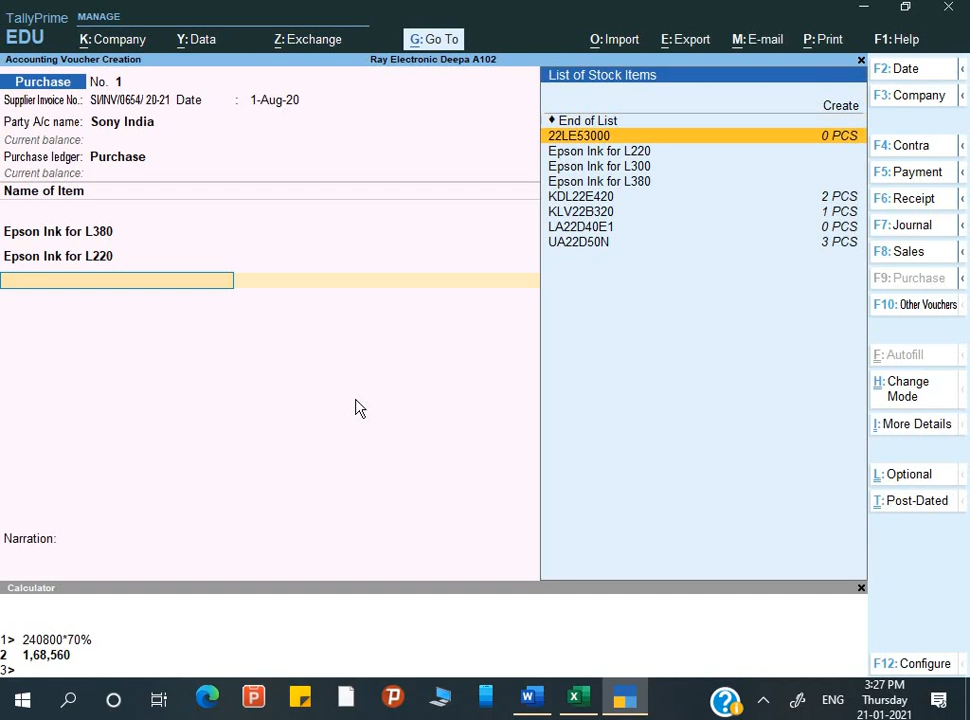 TallyPrime MANAGE
EDU K: Company Y: Data Z: Exchange G: Go To O: Import E: Export M: E-mail P: Print F1: Help
Accounting Voucher Creation Ray Electronic Deepa A102
Purchase No. 1
Supplier Invoice No.: SI/INV/0654/ 20-21 Date : 1-Aug-20
Party A/c name: Sony India
Current balance:
Purchase ledger: Purchase
Current balance:
Name of Item
Epson Ink for L380
Epson Ink for L220
Narration:
List of Stock Items
Create
♦ End of List
22LE53000 0 PCS
Epson Ink for L220
Epson Ink for L300
Epson Ink for L380
KDL22E420 2 PCS
KLV22B320 1 PCS
LA22D40E1 0 PCS
UA22D50N 3 PCS
F2: Date
F3: Company
F4: Contra
F5: Payment
F6: Receipt
F7: Journal
F8: Sales
F9: Purchase
F10: Other Vouchers
F: Autofill
H: Change
Mode
I: More Details
L: Optional
T: Post-Dated
F12: Configure
Calculator
1> 240800*70%
2 1,68,560
3>
ENG
3:27 PM
Thursday
21-01-2021